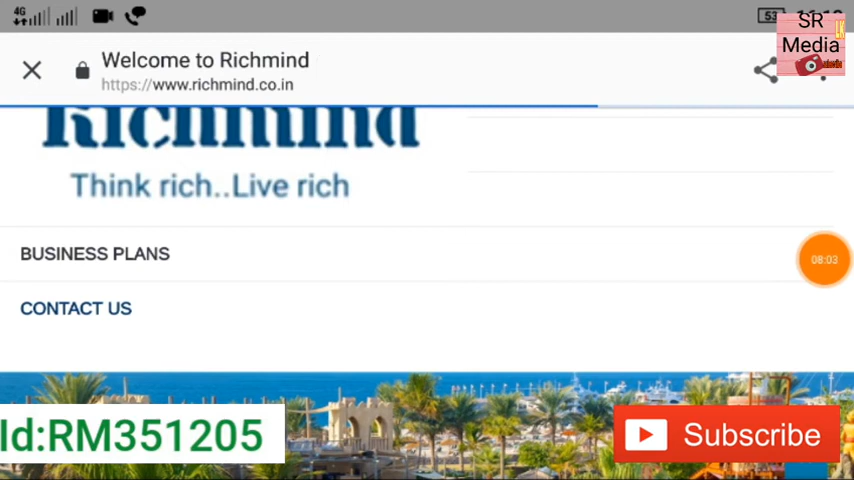 4G
53
SR
Media
Welcome to Richmind
https://www.richmind.co.in
Richmind
Think rich..Live rich
BUSINESS PLANS
08:03
CONTACT US
Id:RM351205
Subscribe